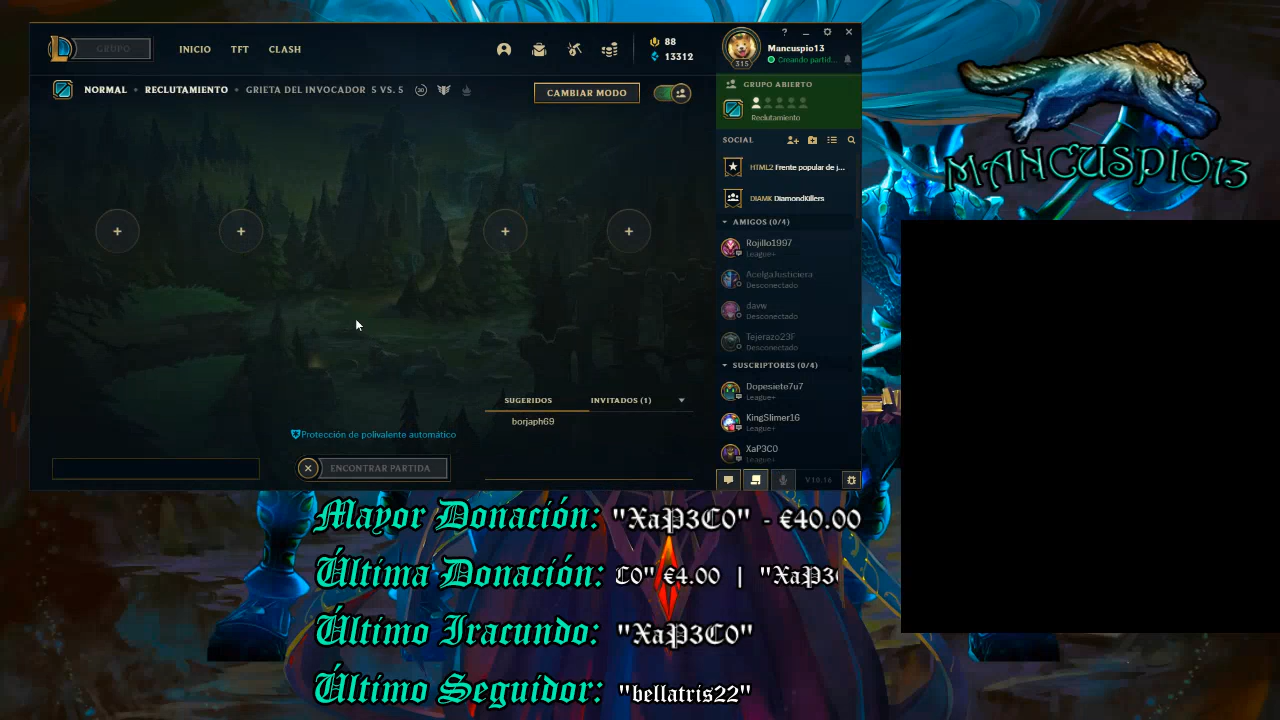 GRUPO
INICIO TFT CLASH
88
13312
?
Mancuspio13
Creando partid...
315
NORMAL • RECLUTAMIENTO • GRIETA DEL INVOCADOR 5 VS. 5
CAMBIAR MODO
GRUPO ABIERTO
Reclutamiento
SOCIAL
HTML2 Frente popular de j...
DIAMK DiamondKillers
AMIGOS (0/4)
Rojillo1997
League+
AcelgaJusticiera
Desconectado
davw
Desconectado
Tejerazo23F
Desconectado
SUSCRIPTORES (0/4)
Dopesiete7u7
League+
KingSlimer16
League+
XaP3C0
League+
SUGERIDOS INVITADOS (1)
borjaph69
Protección de polivalente automático
ENCONTRAR PARTIDA
V10.16
MANCUSPIO13
Mayor Donación: "XaP3C0" - €40.00
Última Donación: C0" €4.00 | "XaP3
Último Iracundo: "XaP3C0"
Último Seguidor: "bellatris22"